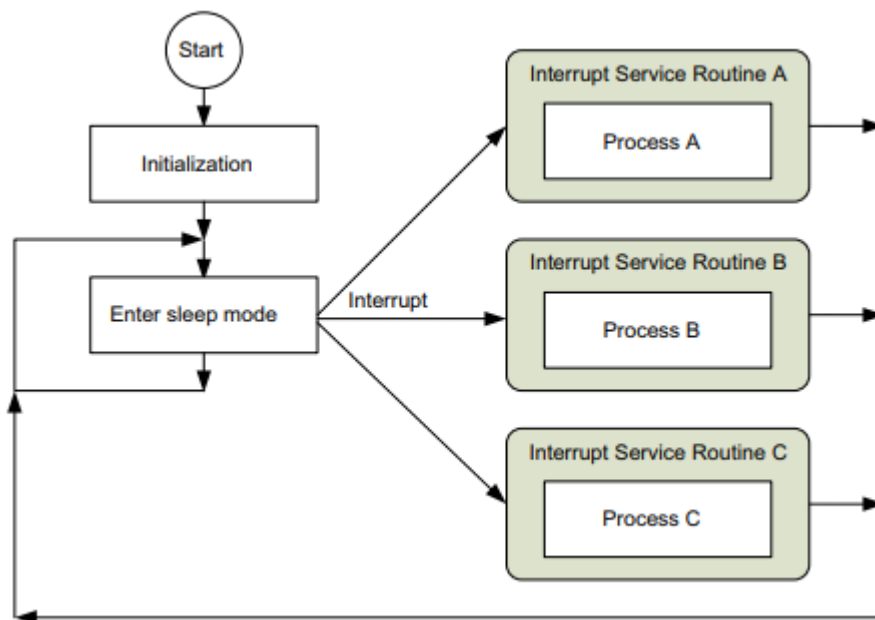 Start
Initialization
Enter sleep mode
Interrupt
Interrupt Service Routine A
Process A
Interrupt Service Routine B
Process B
Interrupt Service Routine C
Process C